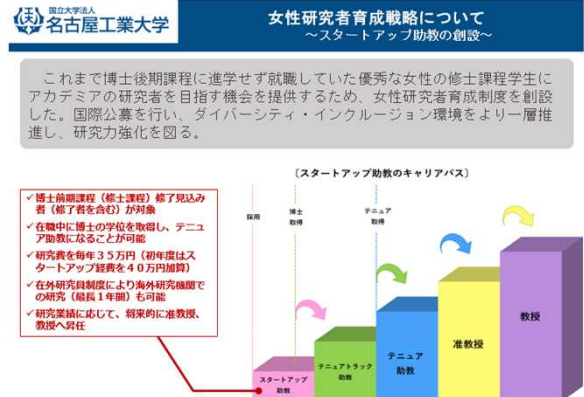 国立大学法人
名古屋工業大学
女性研究者育成戦略について
～スタートアップ助教の創設～
これまで博士後期課程に進学せず就職していた優秀な女性の修士課程学生に
アカデミアの研究者を目指す機会を提供するため、女性研究者育成制度を創設
した。国際公募を行い、ダイバーシティ・インクルージョン環境をより一層推
進し、研究力強化を図る。
〔スタートアップ助教のキャリアパス〕
✓博士前期課程（修士課程）修了見込み
者（修了者を含む）が対象
✓在職中に博士の学位を取得し、テニュ
ア助教になることが可能
✓研究費を毎年３５万円（初年度はス
タートアップ経費を４０万円加算）
✓在外研究員制度により海外研究機関で
の研究（最長１年間）も可能
✓研究業績に応じて、将来的に准教授、
教授へ昇任
採用
博士
取得
テニュア
取得
スタートアップ
助教
テニュアトラック
助教
テニュア
助教
准教授
教授